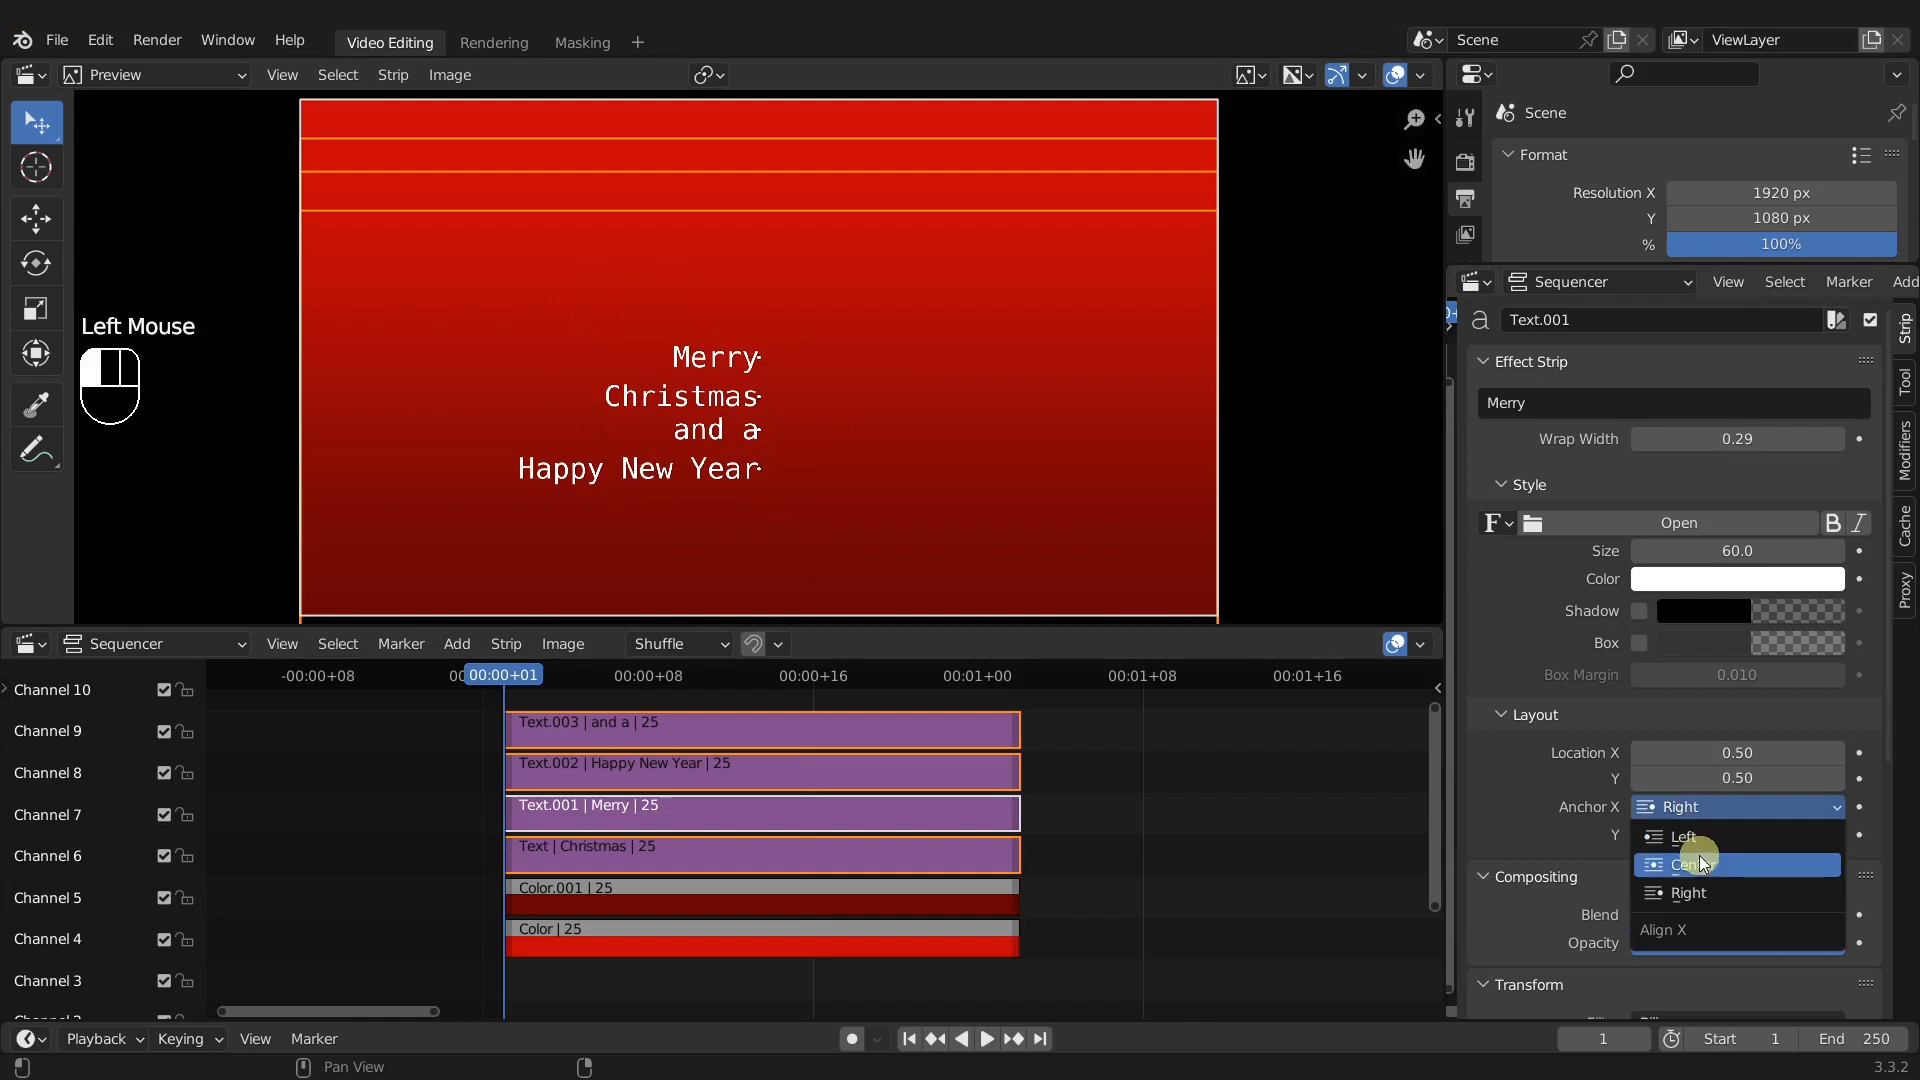 File Edit Render Window Help Video Editing Rendering Masking + Scene ViewLayer
Preview View Select Strip Image
Scene
Format
Resolution X 1920 px
Y 1080 px
% 100%
Left Mouse
Merry
Christmas
and a
Happy New Year
Sequencer View Select Marker Add
Text.001
Effect Strip
Merry
Wrap Width 0.29
Style
F Open B I
Size 60.0
Color
Shadow
Box
Box Margin 0.010
Layout
Location X 0.50
Y 0.50
Anchor X Right
Y
Left
Center
Right
Align X
Compositing
Blend
Opacity
Transform
Strip
Tool
Modifiers
Cache
Proxy
Sequencer View Select Marker Add Strip Image Shuffle
-00:00+08 00:00+01 00:00+08 00:00+16 00:01+00 00:01+08 00:01+16
Channel 10
Channel 9
Channel 8
Channel 7
Channel 6
Channel 5
Channel 4
Channel 3
Text.003 | and a | 25
Text.002 | Happy New Year | 25
Text.001 | Merry | 25
Text | Christmas | 25
Color.001 | 25
Color | 25
Playback Keying View Marker 1 Start 1 End 250
Pan View 3.3.2